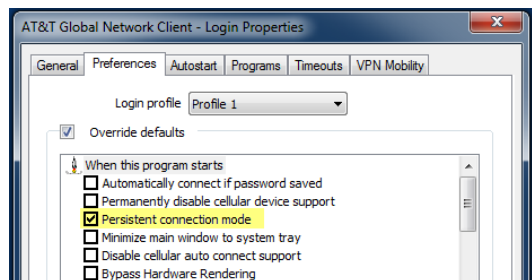 AT&T Global Network Client - Login Properties
General Preferences Autostart Programs Timeouts VPN Mobility
Login profile Profile 1
Override defaults
When this program starts
Automatically connect if password saved
Permanently disable cellular device support
Persistent connection mode
Minimize main window to system tray
Disable cellular auto connect support
Bypass Hardware Rendering